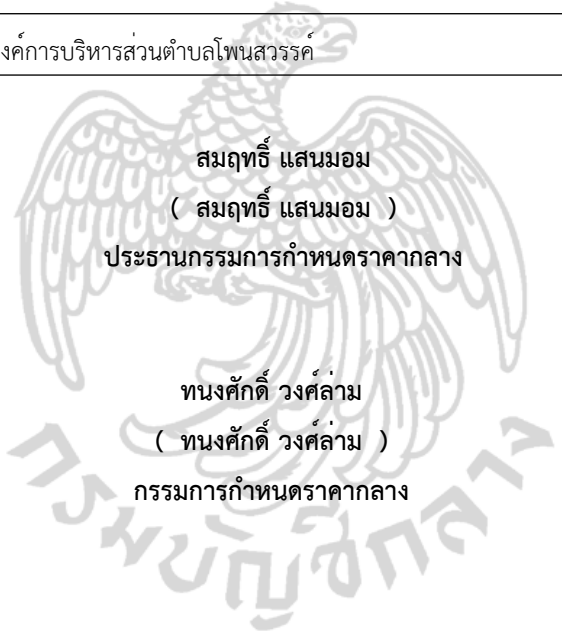 งค์การบริหารส่วนตำบลโพนสวรรค์
สมฤทธิ์ แสนมอม
( สมฤทธิ์ แสนมอม )
ประธานกรรมการกำหนดราคากลาง
ทนงศักดิ์ วงศ์ล่าม
( ทนงศักดิ์ วงศ์ล่าม )
กรรมการกำหนดราคากลาง
กรมบัญชีกลาง